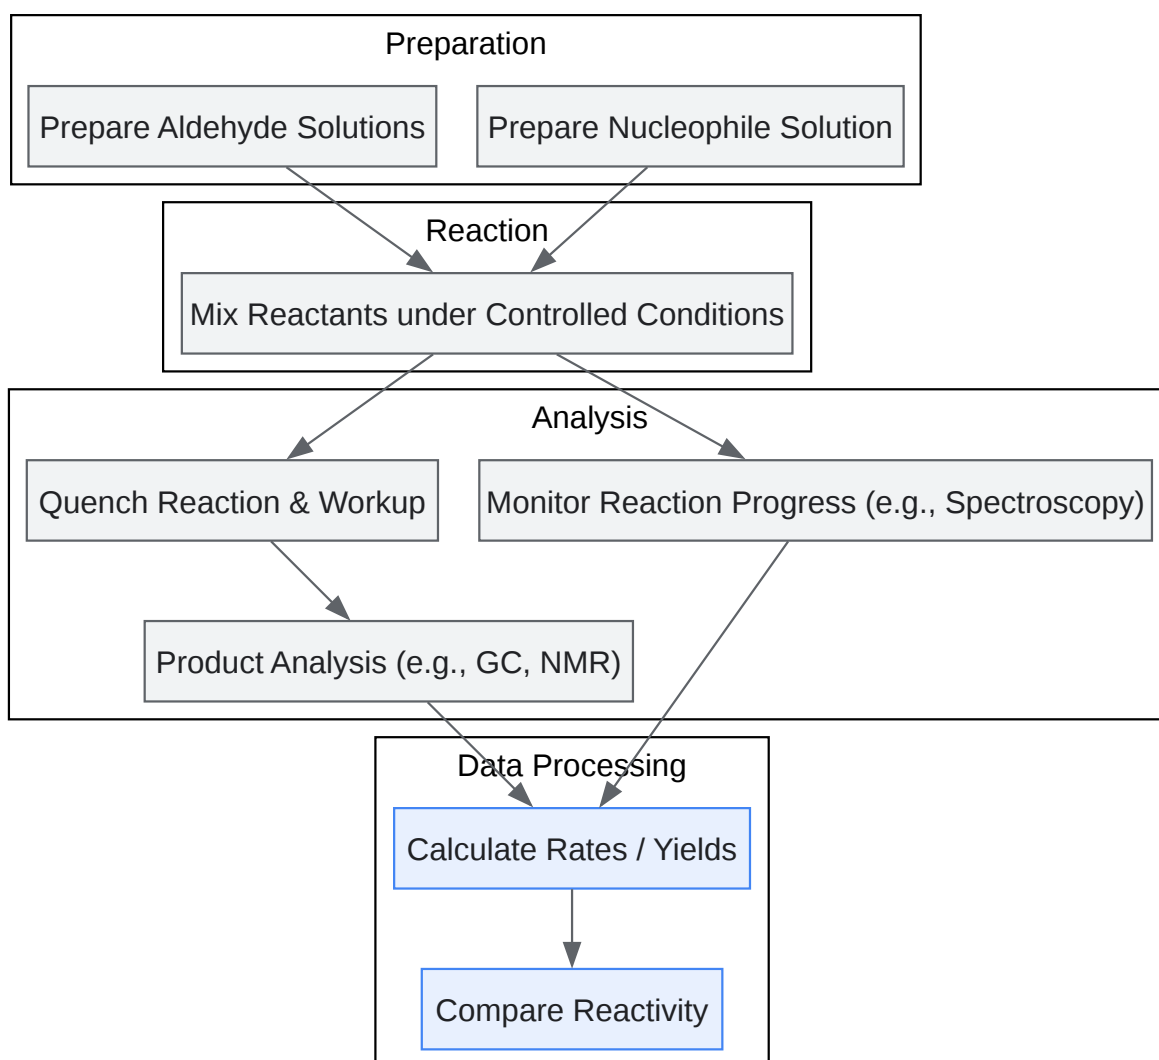 Preparation
Prepare Aldehyde Solutions
Prepare Nucleophile Solution
Reaction
Mix Reactants under Controlled Conditions
Analysis
Quench Reaction & Workup
Monitor Reaction Progress (e.g., Spectroscopy)
Product Analysis (e.g., GC, NMR)
Data Processing
Calculate Rates / Yields
Compare Reactivity